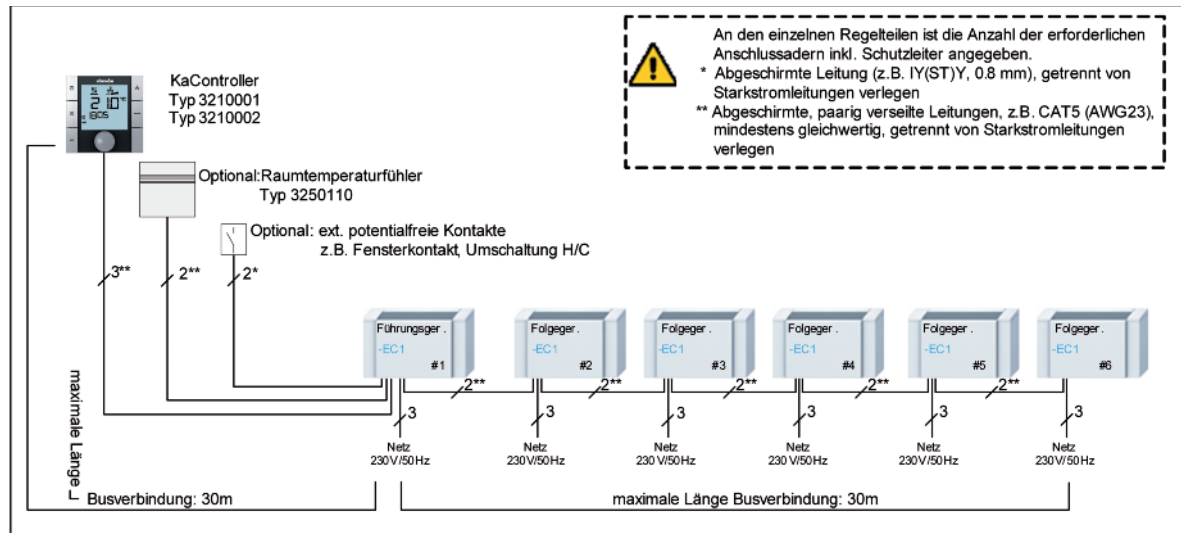 An den einzelnen Regelteilen ist die Anzahl der erforderlichen
Anschlussadern inkl. Schutzleiter angegeben.
* Abgeschirmte Leitung (z.B. IY(ST)Y, 0.8 mm), getrennt von
Starkstromleitungen verlegen
** Abgeschirmte, paarig verseilte Leitungen, z.B. CAT5 (AWG23),
mindestens gleichwertig, getrennt von Starkstromleitungen
verlegen
KaController
Typ 3210001
Typ 3210002
Optional:Raumtemperaturfühler
Typ 3250110
Optional: ext. potentialfreie Kontakte
z.B. Fensterkontakt, Umschaltung H/C
3**
2**
2*
Führungsger.
-EC1
#1
Folgeger.
-EC1
#2
Folgeger.
-EC1
#3
Folgeger.
-EC1
#4
Folgeger.
-EC1
#5
Folgeger.
-EC1
#6
2**
2**
2**
2**
2**
3
3
3
3
3
3
Netz
230V/50Hz
Netz
230V/50Hz
Netz
230V/50Hz
Netz
230V/50Hz
Netz
230V/50Hz
Netz
230V/50Hz
maximale Länge
Busverbindung: 30m
maximale Länge Busverbindung: 30m